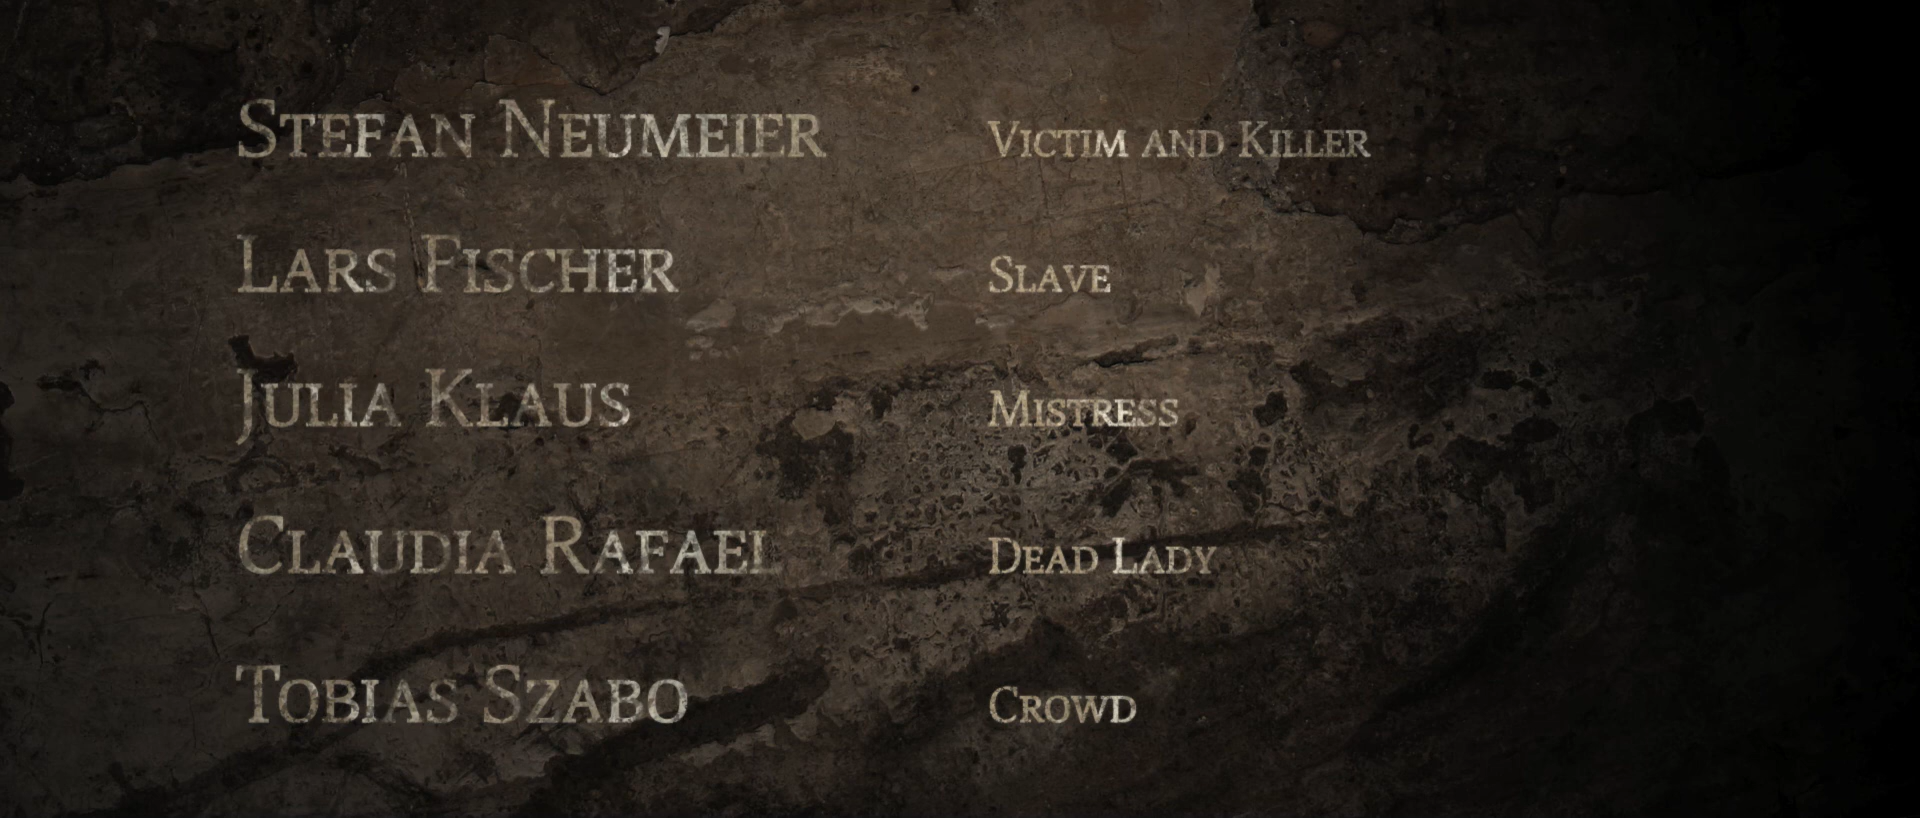 Stefan Neumeier Victim and Killer
Lars Fischer Slave
Julia Klaus Mistress
Claudia Rafael Dead Lady
Tobias Szabo Crowd